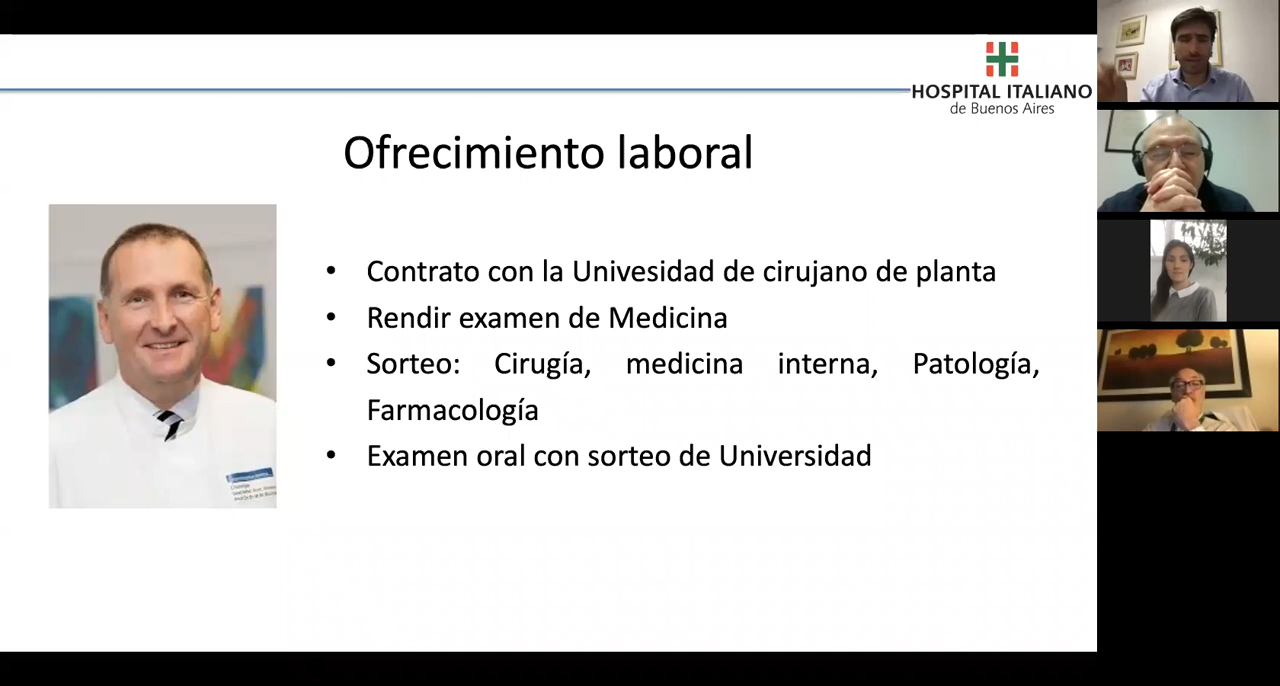 HOSPITAL ITALIANO
de Buenos Aires
Ofrecimiento laboral
• Contrato con la Univesidad de cirujano de planta
• Rendir examen de Medicina
• Sorteo: Cirugía, medicina interna, Patología,
Farmacología
• Examen oral con sorteo de Universidad